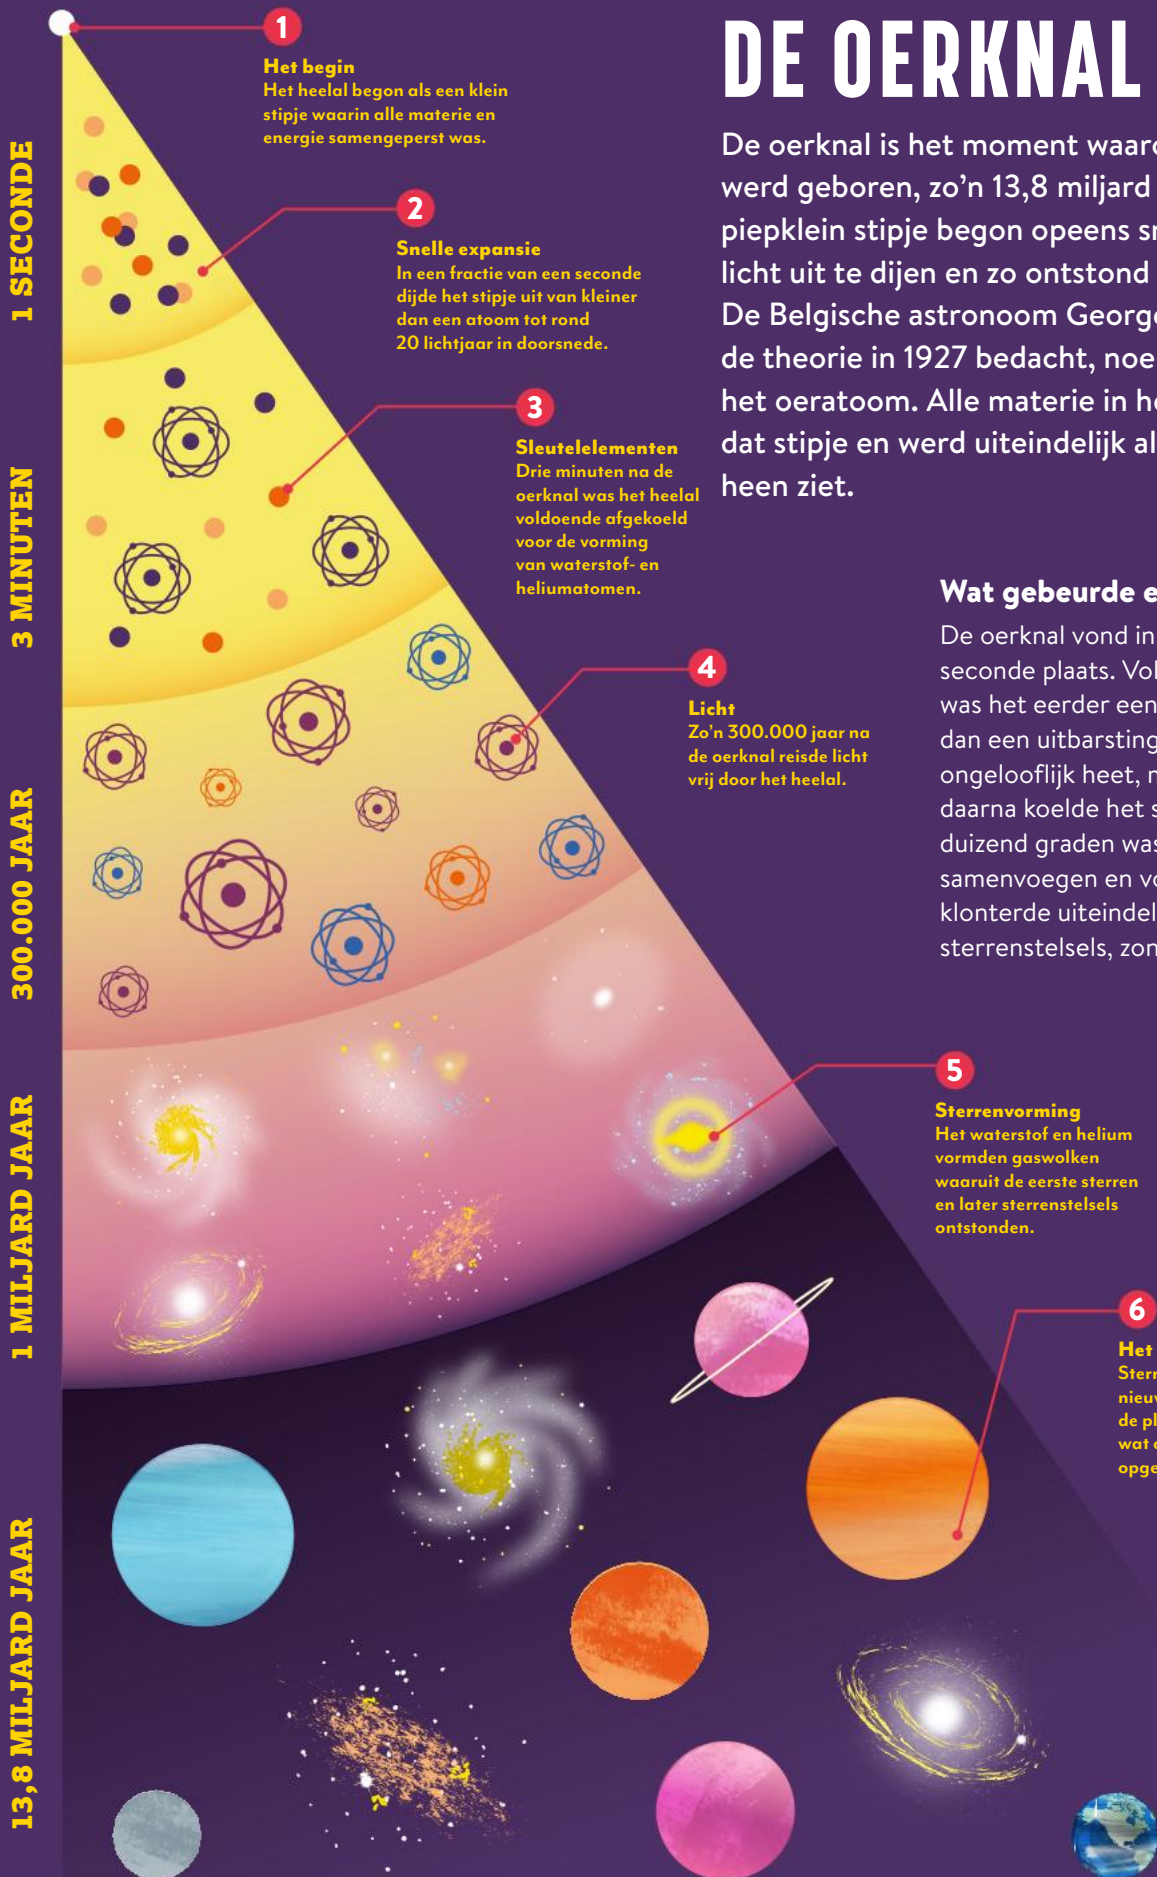 DE OERKNAL
De oerknal is het moment
werd geboren, zo’n 13,8 miljard
piepklein stipje begon opeens
licht uit te dijen en zo ontstond
De Belgische astronoom
de theorie in 1927 bedacht,
het oeratoom. Alle materie in
dat stipje en werd uiteindelijk
heen ziet.
1
Het begin
Het heelal begon als een klein
stipje waarin alle materie en
energie samengeperst was.
2
Snelle expansie
In een fractie van een seconde
dijde het stipje uit van kleiner
dan een atoom tot rond
20 lichtjaar in doorsnede.
3
Sleutelelementen
Drie minuten na de
oerknal was het heelal
voldoende afgekoeld
voor de vorming
van waterstof- en
heliumatomen.
Wat gebeurde
De oerknal vond in
seconde plaats.
was het eerder een
dan een uitbarsting
ongelooflijk heet,
daarna koelde het
duizend graden
samenvoegen en
klonterde
sterrenstelsels,
4
Licht
Zo’n 300.000 jaar na
de oerknal reisde licht
vrij door het heelal.
5
Sterrenvorming
Het waterstof en helium
vormden gaswolken
waaruit de eerste sterren
en later sterrenstelsels
ontstonden.
6
Het
de
wat
1 SECONDE
3 MINUTEN
300.000 JAAR
1 MILJARD JAAR
13,8 MILJARD JAAR